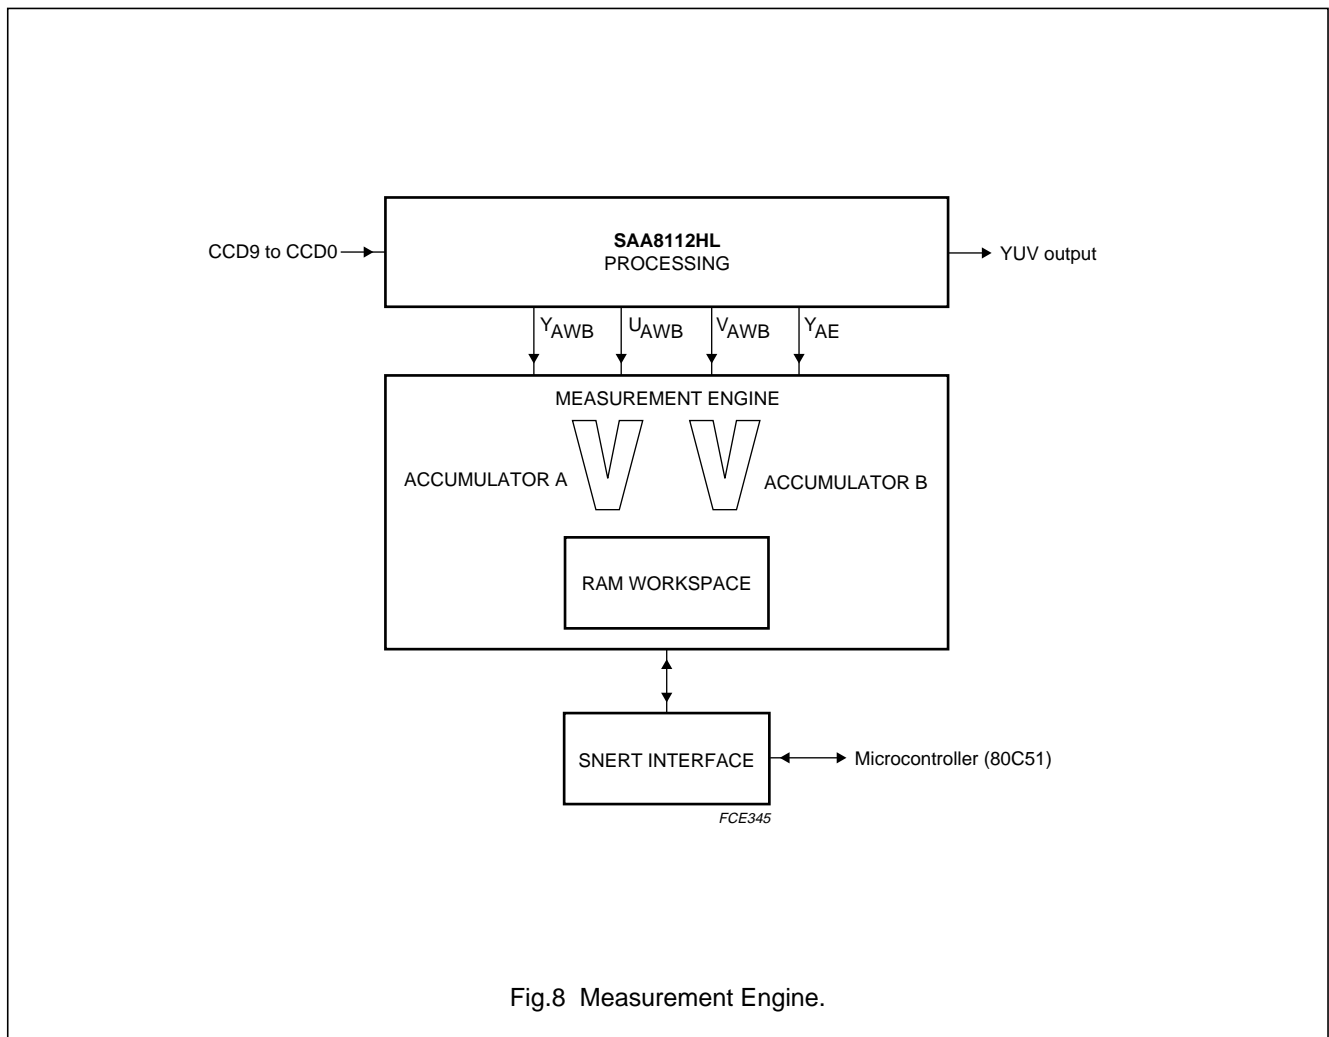 SAA8112HL
PROCESSING
CCD9 to CCD0
YUV output
YAWB
UAWB
VAWB
YAE
MEASUREMENT ENGINE
ACCUMULATOR A
ACCUMULATOR B
RAM WORKSPACE
SNERT INTERFACE
Microcontroller (80C51)
FCE345
Fig.8 Measurement Engine.